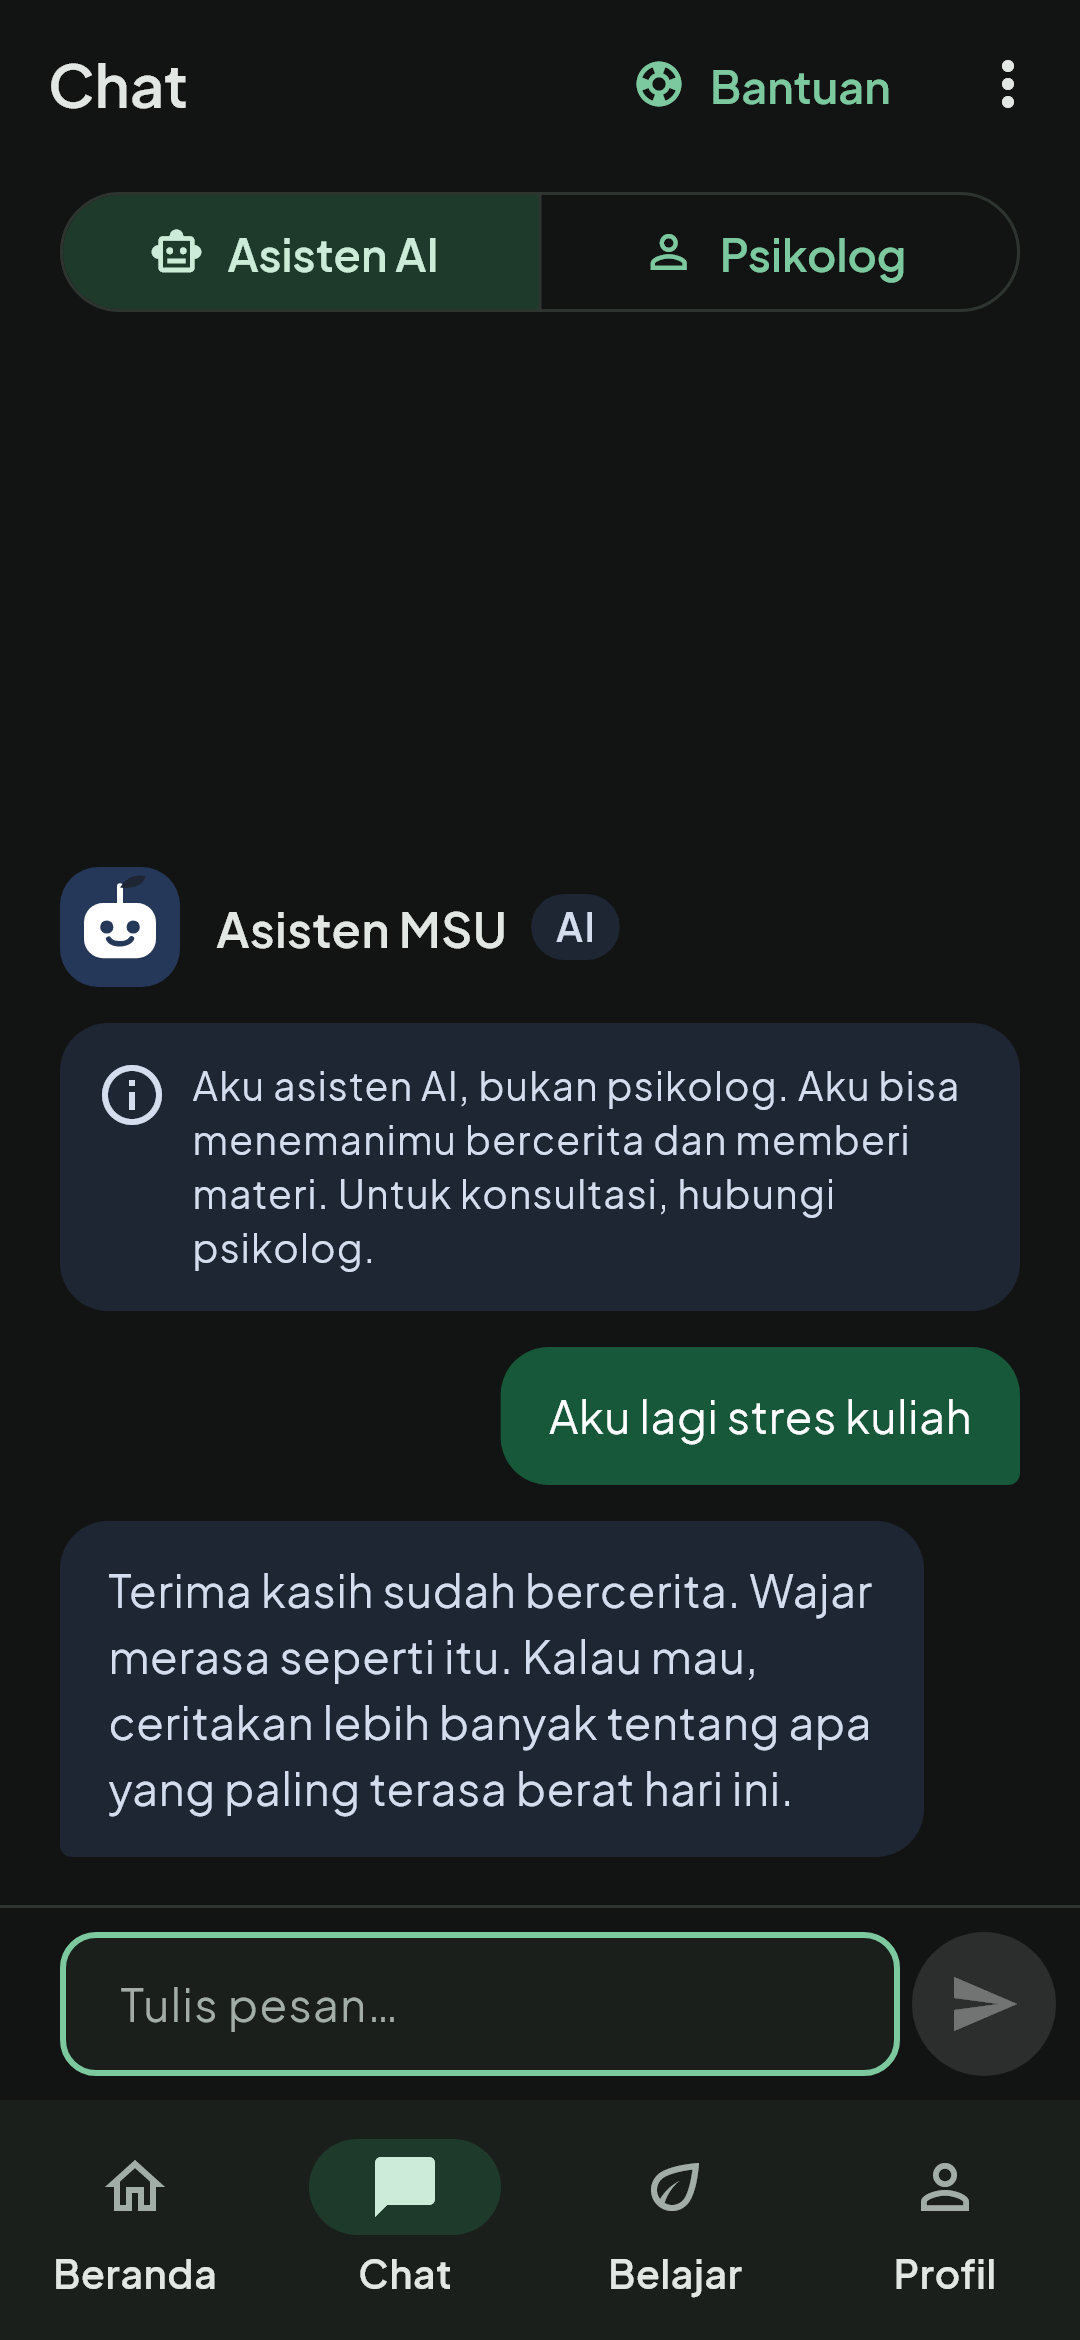 Chat
Bantuan
Asisten AI
Psikolog
Asisten MSU
AI
Aku asisten AI, bukan psikolog. Aku bisa
menemanimu bercerita dan memberi
materi. Untuk konsultasi, hubungi
psikolog.
Aku lagi stres kuliah
Terima kasih sudah bercerita. Wajar
merasa seperti itu. Kalau mau,
ceritakan lebih banyak tentang apa
yang paling terasa berat hari ini.
Tulis pesan…
Beranda
Chat
Belajar
Profil